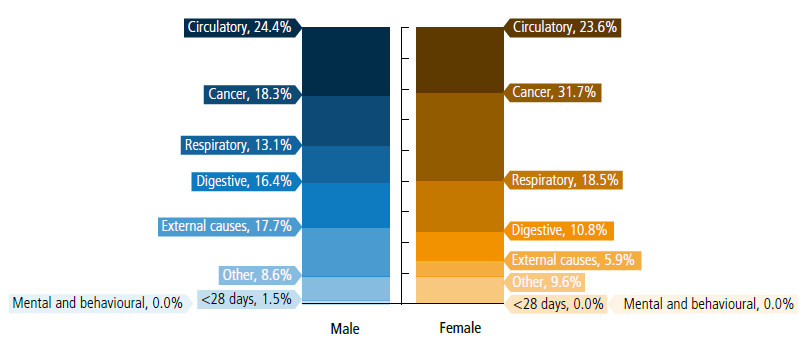 Circulatory, 24.4%
Cancer, 18.3%
Respiratory, 13.1%
Digestive, 16.4%
External causes, 17.7%
Other, 8.6%
<28 days, 1.5%
Mental and behavioural, 0.0%
Male
Circulatory, 23.6%
Cancer, 31.7%
Respiratory, 18.5%
Digestive, 10.8%
External causes, 5.9%
Other, 9.6%
<28 days, 0.0%
Mental and behavioural, 0.0%
Female